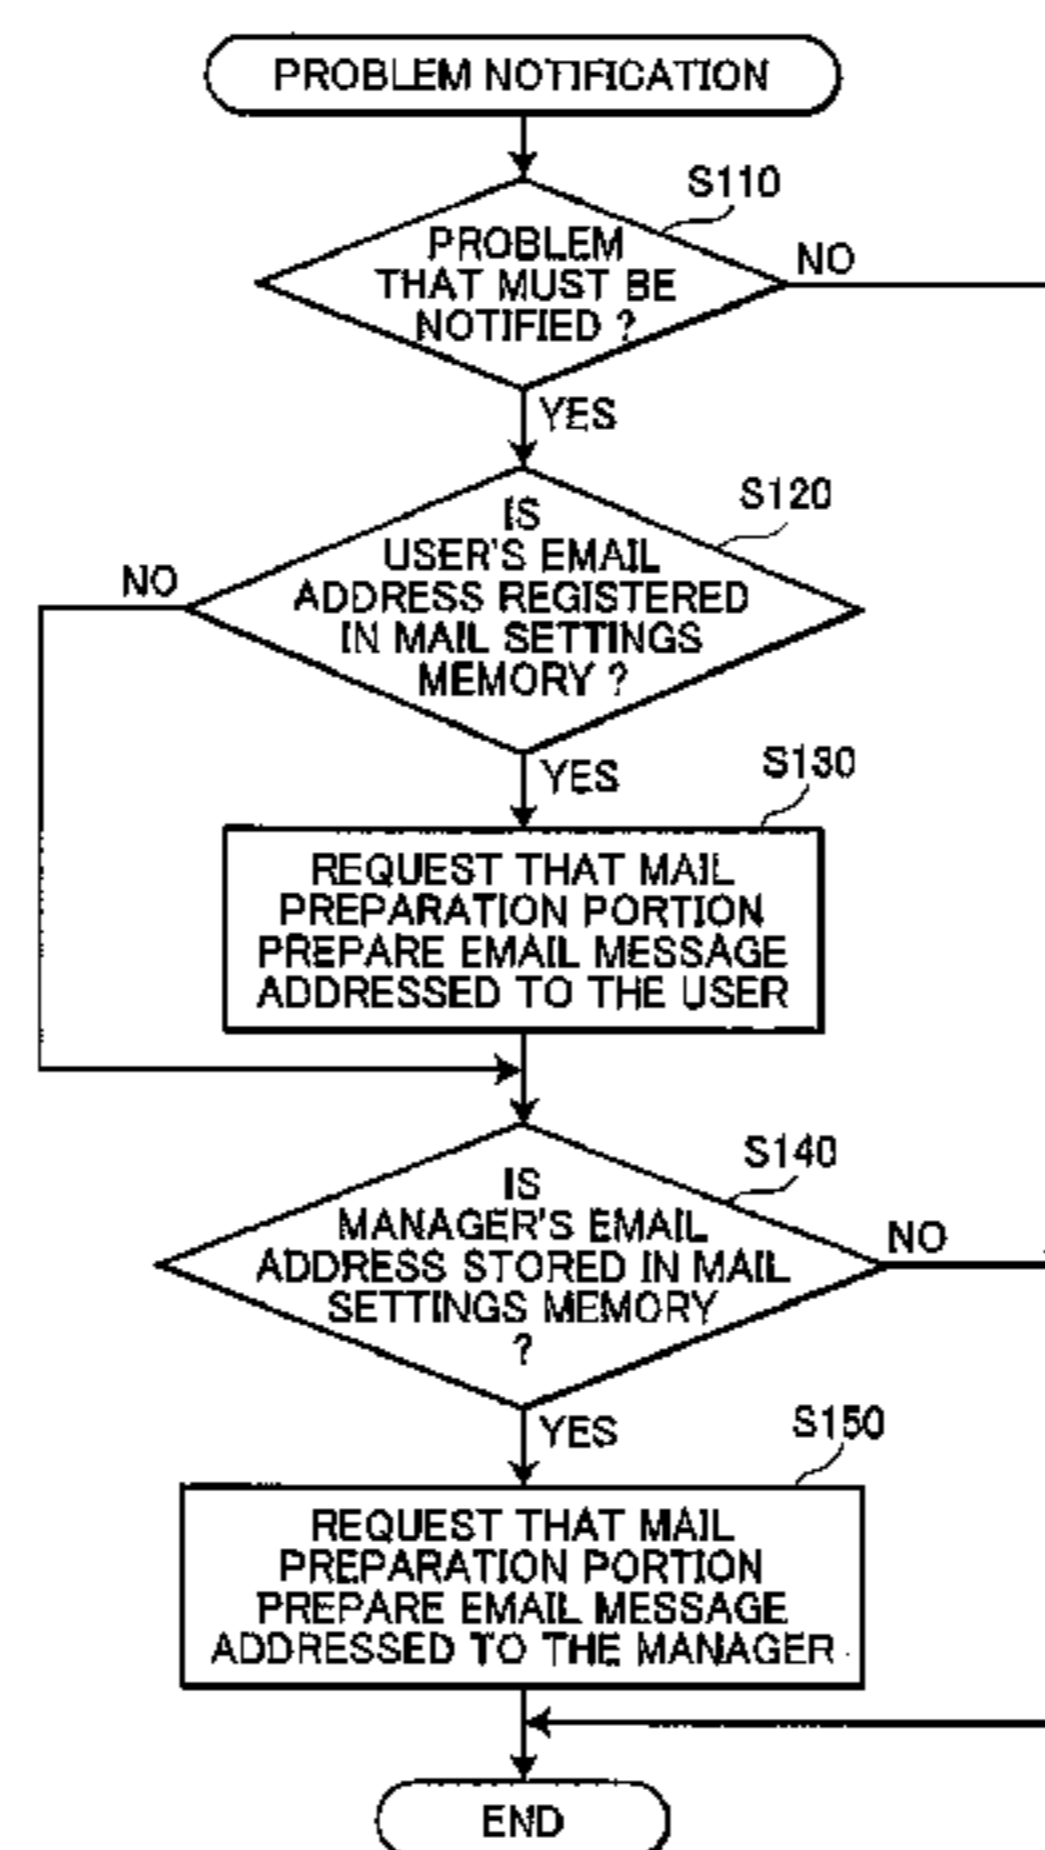 PROBLEM NOTIFICATION
S110
PROBLEM
THAT MUST BE
NOTIFIED ?
NO
YES
S120
IS
USER'S EMAIL
ADDRESS REGISTERED
IN MAIL SETTINGS
MEMORY ?
NO
YES
S130
REQUEST THAT MAIL
PREPARATION PORTION
PREPARE EMAIL MESSAGE
ADDRESSED TO THE USER
S140
IS
MANAGER'S EMAIL
ADDRESS STORED IN MAIL
SETTINGS MEMORY
?
NO
YES
S150
REQUEST THAT MAIL
PREPARATION PORTION
PREPARE EMAIL MESSAGE
ADDRESSED TO THE MANAGER
END